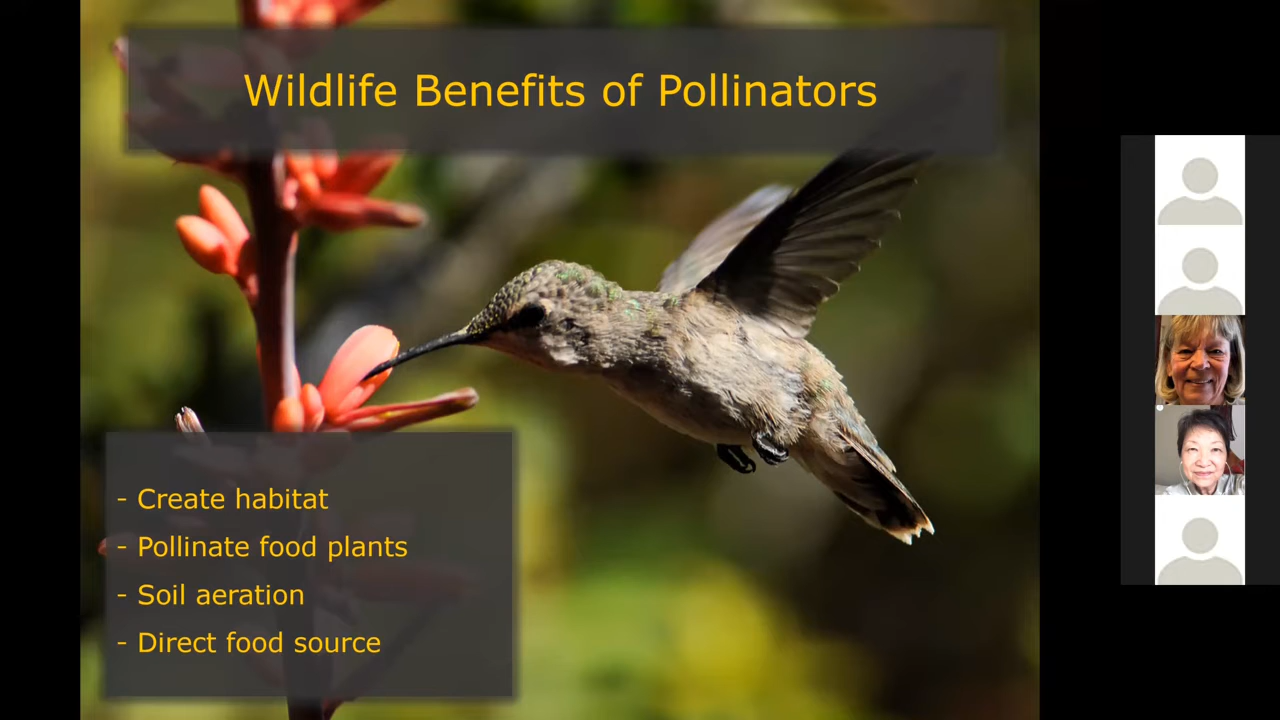 Wildlife Benefits of Pollinators
- Create habitat
- Pollinate food plants
- Soil aeration
- Direct food source